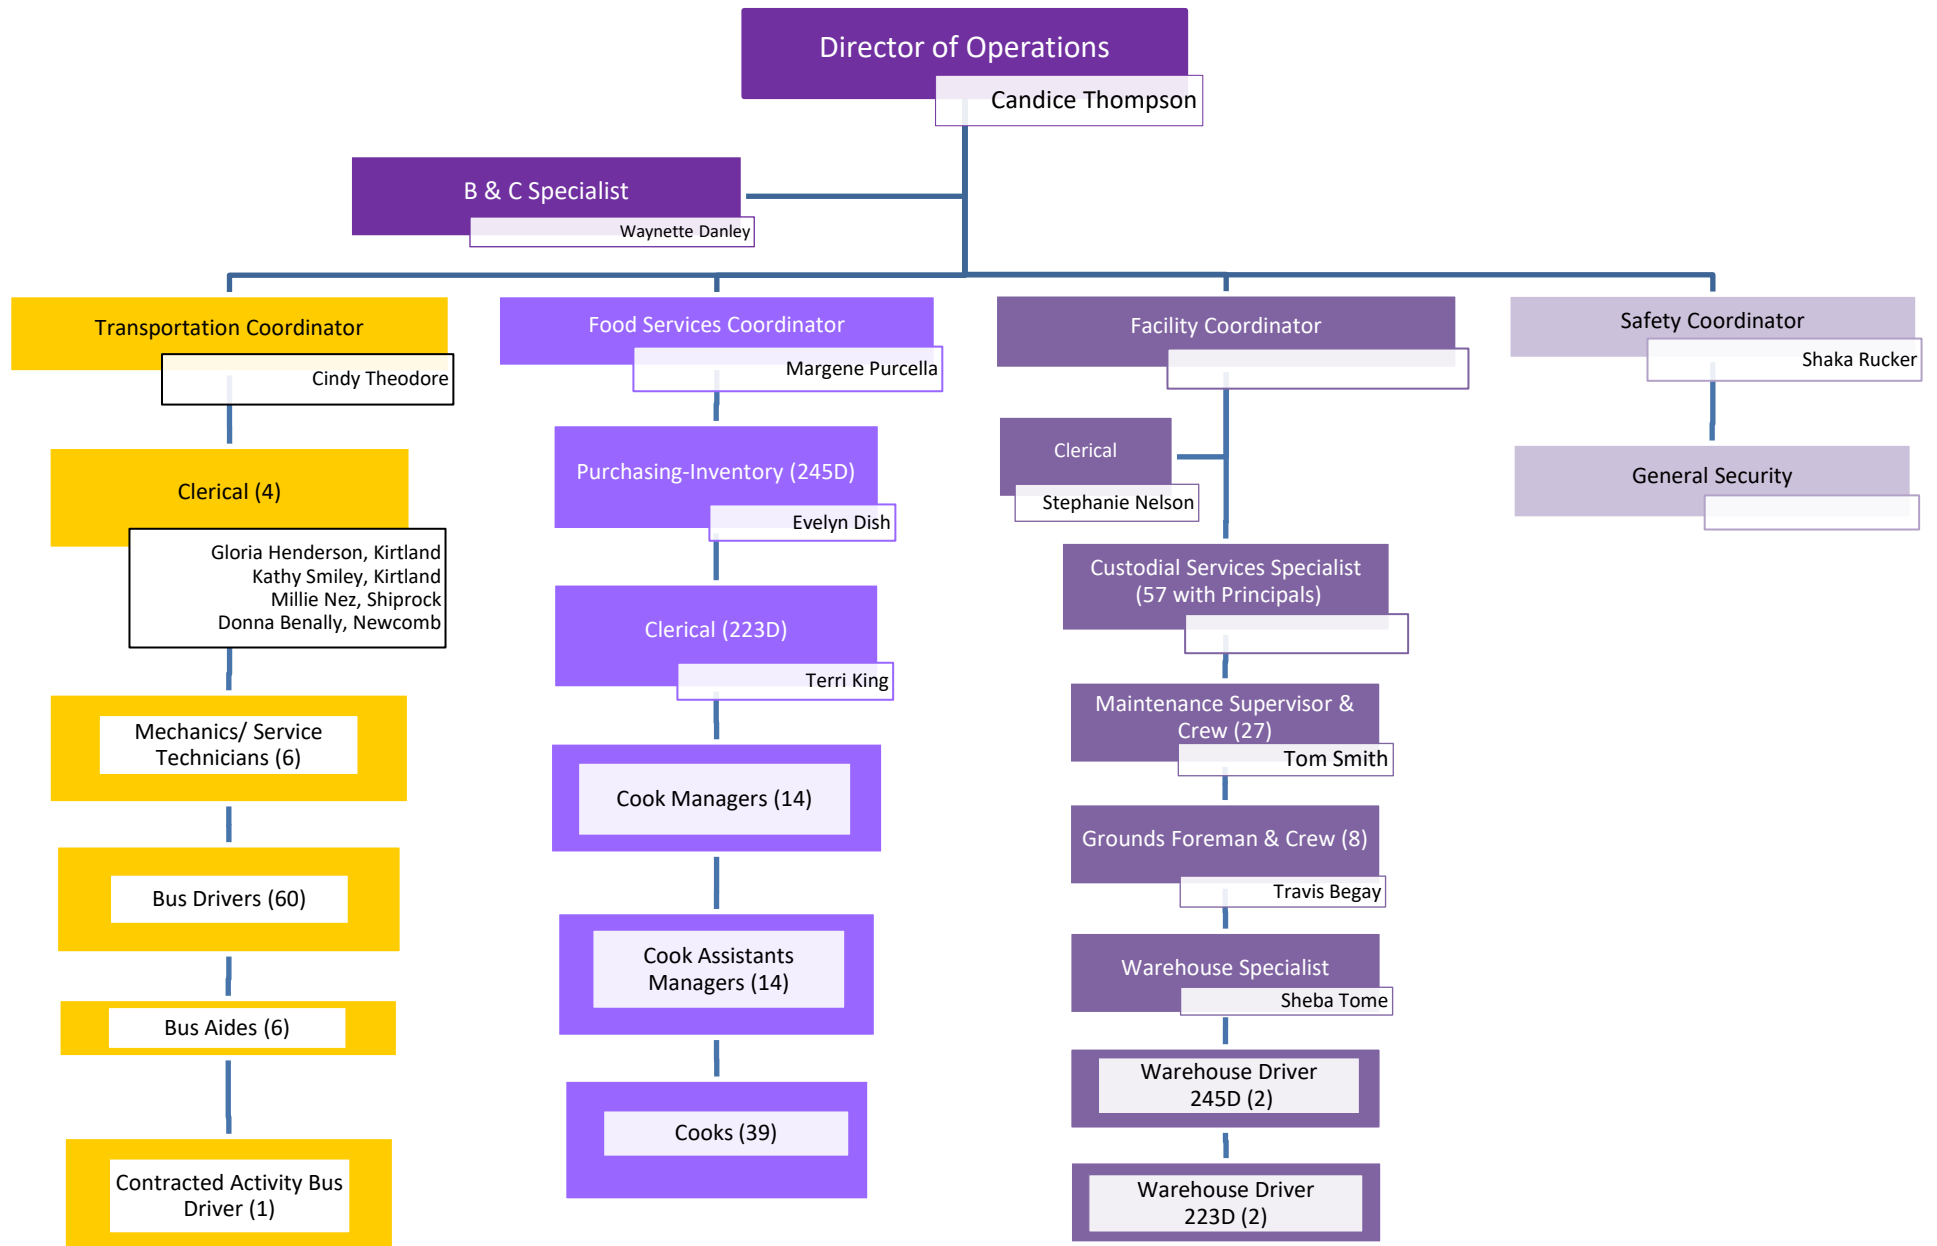 Director of Operations
Candice Thompson
B & C Specialist
Waynette Danley
Transportation Coordinator
Cindy Theodore
Clerical (4)
Gloria Henderson, Kirtland
Kathy Smiley, Kirtland
Millie Nez, Shiprock
Donna Benally, Newcomb
Mechanics/ Service
Technicians (6)
Bus Drivers (60)
Bus Aides (6)
Contracted Activity Bus
Driver (1)
Food Services Coordinator
Margene Purcella
Purchasing-Inventory (245D)
Evelyn Dish
Clerical (223D)
Terri King
Cook Managers (14)
Cook Assistants
Managers (14)
Cooks (39)
Facility Coordinator
Clerical
Stephanie Nelson
Custodial Services Specialist
(57 with Principals)
Maintenance Supervisor &
Crew (27)
Tom Smith
Grounds Foreman & Crew (8)
Travis Begay
Warehouse Specialist
Sheba Tome
Warehouse Driver
245D (2)
Warehouse Driver
223D (2)
Safety Coordinator
Shaka Rucker
General Security